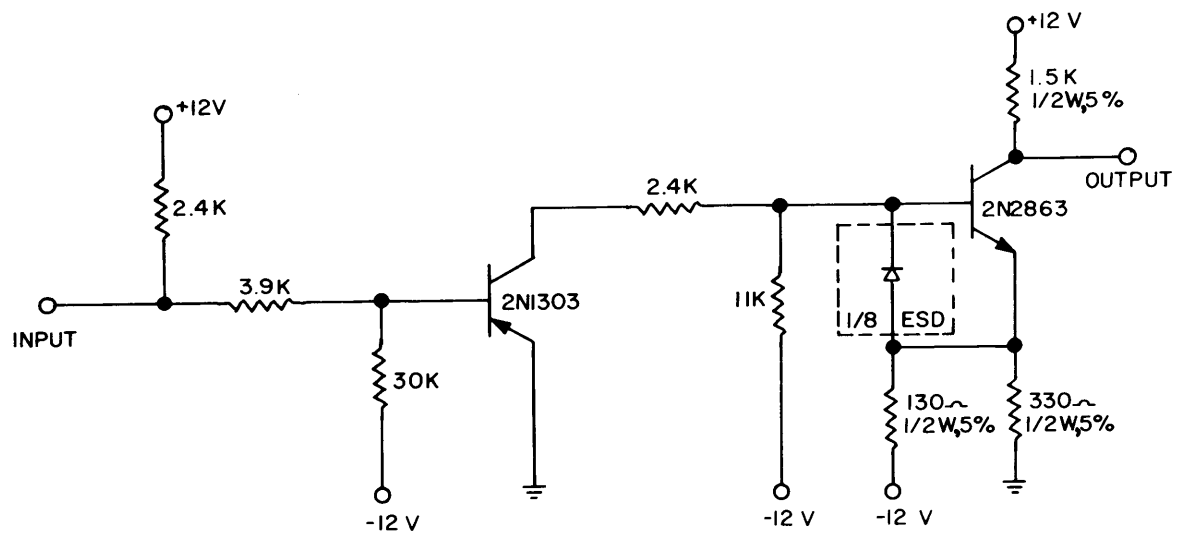 +12 V
1.5 K
1/2W, 5%
+12V
2.4K
OUTPUT
2.4K
2N2863
3.9K
2N1303
11K
1/8 ESD
INPUT
30K
130 Ω
1/2W, 5%
330 Ω
1/2W, 5%
-12 V
-12 V
-12 V